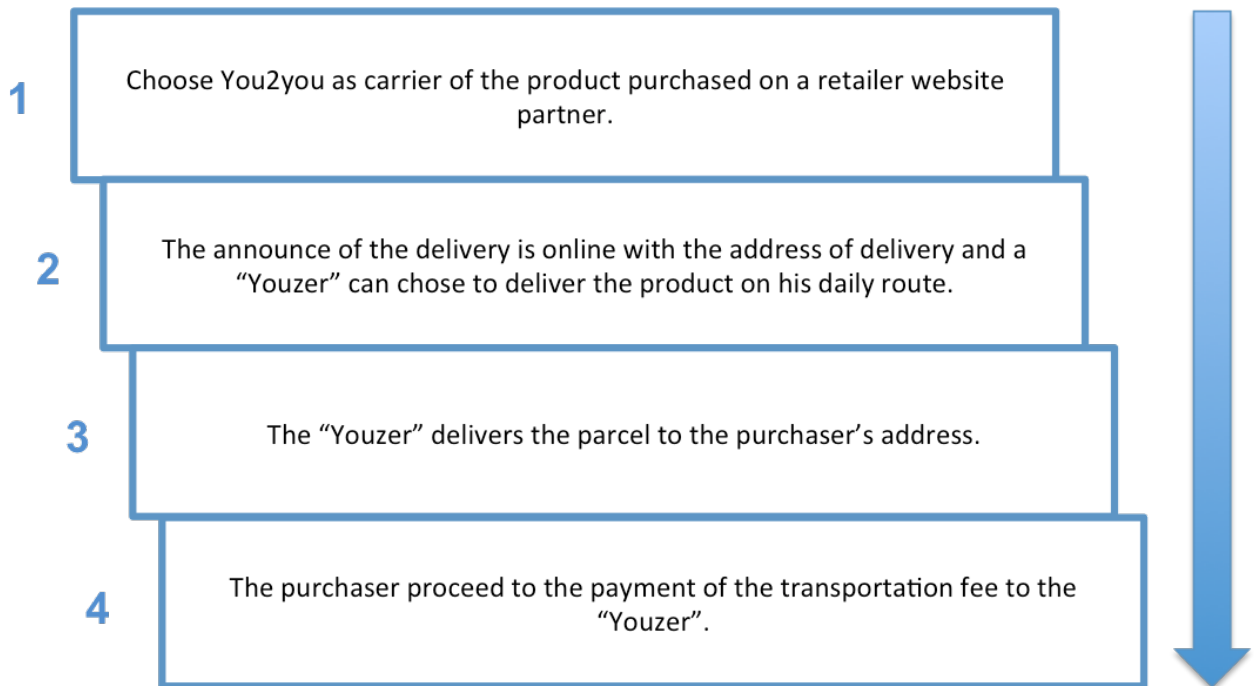 1
Choose You2you as carrier of the product purchased on a retailer website
partner.
2
The announce of the delivery is online with the address of delivery and a
“Youzer” can chose to deliver the product on his daily route.
3
The “Youzer” delivers the parcel to the purchaser’s address.
4
The purchaser proceed to the payment of the transportation fee to the
“Youzer”.